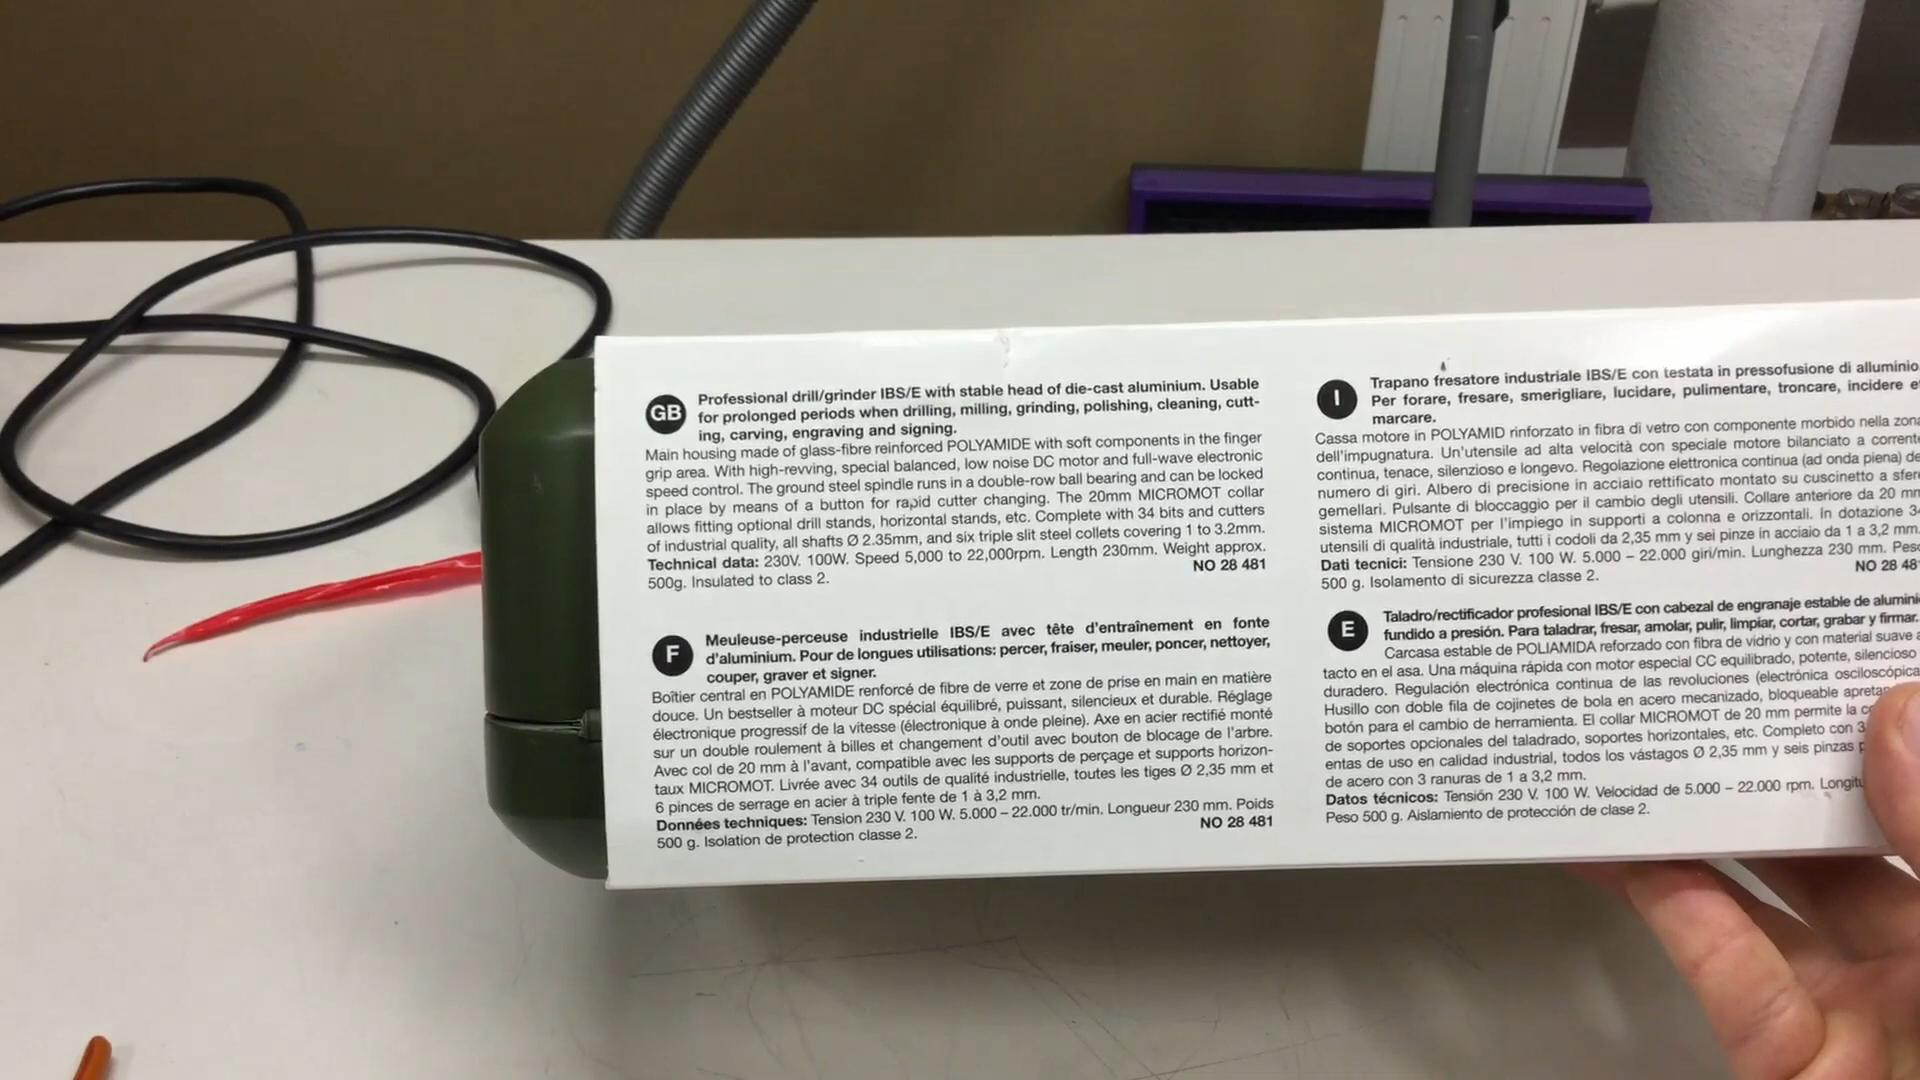 GB
Professional drill/grinder IBS/E with stable head of die-cast aluminium. Usable
for prolonged periods when drilling, milling, grinding, polishing, cleaning, cutt-
ing, carving, engraving and signing.
Main housing made of glass-fibre reinforced POLYAMIDE with soft components in the finger
grip area. With high-revving, special balanced, low noise DC motor and full-wave electronic
speed control. The ground steel spindle runs in a double-row ball bearing and can be locked
in place by means of a button for rapid cutter changing. The 20mm MICROMOT collar
allows fitting optional drill stands, horizontal stands, etc. Complete with 34 bits and cutters
of industrial quality, all shafts Ø 2.35mm, and six triple slit steel collets covering 1 to 3.2mm.
Technical data: 230V. 100W. Speed 5,000 to 22,000rpm. Length 230mm. Weight approx.
500g. Insulated to class 2.
NO 28 481
F
Meuleuse-perceuse industrielle IBS/E avec tête d'entraînement en fonte
d'aluminium. Pour de longues utilisations: percer, fraiser, meuler, poncer, nettoyer,
couper, graver et signer.
Boîtier central en POLYAMIDE renforcé de fibre de verre et zone de prise en main en matière
douce. Un bestseller à moteur DC spécial équilibré, puissant, silencieux et durable. Réglage
électronique progressif de la vitesse (électronique à onde pleine). Axe en acier rectifié monté
sur un double roulement à billes et changement d'outil avec bouton de blocage de l'arbre.
Avec col de 20 mm à l'avant, compatible avec les supports de perçage et supports horizon-
taux MICROMOT. Livrée avec 34 outils de qualité industrielle, toutes les tiges Ø 2,35 mm et
6 pinces de serrage en acier à triple fente de 1 à 3,2 mm.
Données techniques: Tension 230 V. 100 W. 5.000 – 22.000 tr/min. Longueur 230 mm. Poids
500 g. Isolation de protection classe 2.
NO 28 481
I
Trapano fresatore industriale IBS/E con testata in pressofusione di alluminio
Per forare, fresare, smerigliare, lucidare, pulimentare, troncare, incidere e
marcare.
Cassa motore in POLYAMID rinforzato in fibra di vetro con componente morbido nella zona
dell'impugnatura. Un'utensile ad alta velocità con speciale motore bilanciato a corrente
continua, tenace, silenzioso e longevo. Regolazione elettronica continua (ad onda piena) de
numero di giri. Albero di precisione in acciaio rettificato montato su cuscinetto a sfere
gemellari. Pulsante di bloccaggio per il cambio degli utensili. Collare anteriore da 20 mm
sistema MICROMOT per l'impiego in supporti a colonna e orizzontali. In dotazione 34
utensili di qualità industriale, tutti i codoli da 2,35 mm y sei pinze in acciaio da 1 a 3,2 mm.
Dati tecnici: Tensione 230 V. 100 W. 5.000 – 22.000 giri/min. Lunghezza 230 mm. Peso
500 g. Isolamento di sicurezza classe 2.
NO 28 48
E
Taladro/rectificador profesional IBS/E con cabezal de engranaje estable de alumini
fundido a presión. Para taladrar, fresar, amolar, pulir, limpiar, cortar, grabar y firmar.
Carcasa estable de POLIAMIDA reforzado con fibra de vidrio y con material suave a
tacto en el asa. Una máquina rápida con motor especial CC equilibrado, potente, silencioso
duradero. Regulación electrónica continua de las revoluciones (electrónica osciloscópica
Husillo con doble fila de cojinetes de bola en acero mecanizado, bloqueable apretan
botón para el cambio de herramienta. El collar MICROMOT de 20 mm permite la co
de soportes opcionales del taladrado, soportes horizontales, etc. Completo con 3
entas de uso en calidad industrial, todos los vástagos Ø 2,35 mm y seis pinzas p
de acero con 3 ranuras de 1 a 3,2 mm.
Datos técnicos: Tensión 230 V. 100 W. Velocidad de 5.000 – 22.000 rpm. Longitu
Peso 500 g. Aislamiento de protección de clase 2.